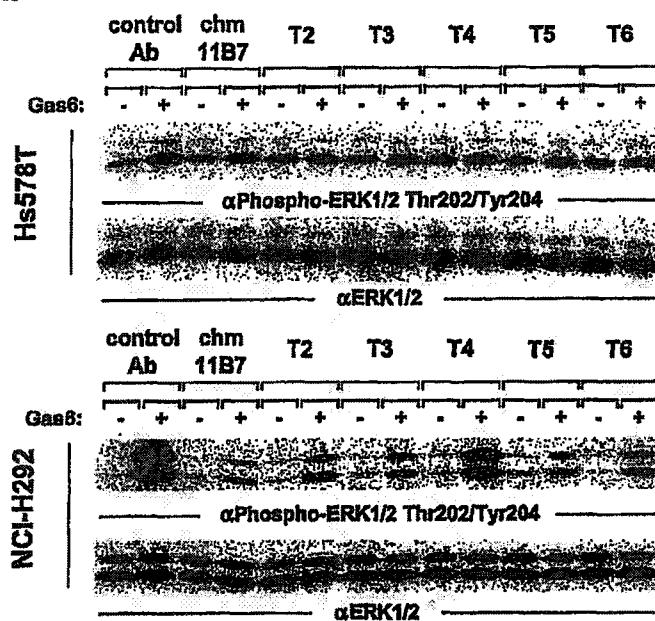 control chm T2 T3 T4 T5 T6
Ab 11B7
Gas6: - + - + - + - + - + - + - +
Hs578T
αPhospho-ERK1/2 Thr202/Tyr204
αERK1/2
control chm T2 T3 T4 T5 T6
Ab 11B7
Gas6: - + - + - + - + - + - + - +
NCI-H292
αPhospho-ERK1/2 Thr202/Tyr204
αERK1/2